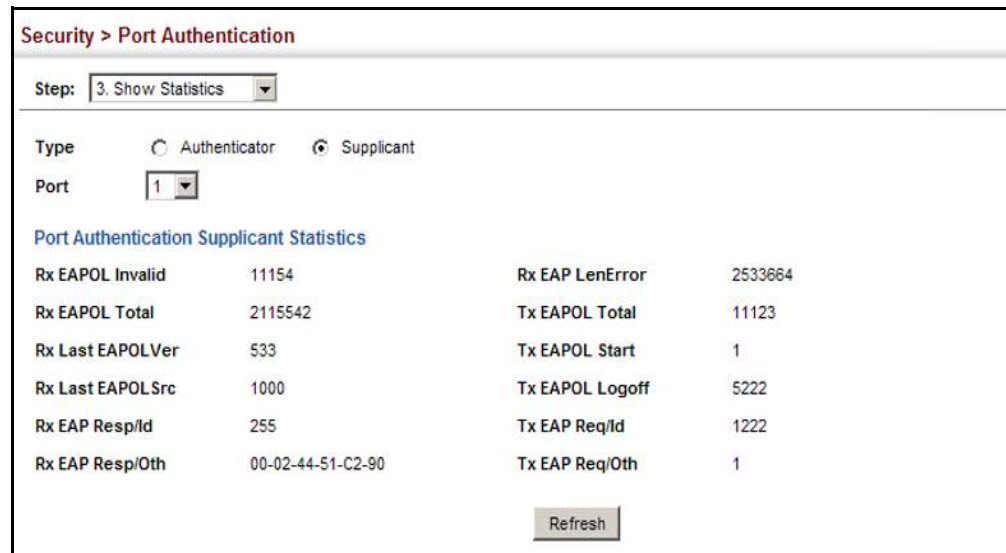 Security > Port Authentication
Step: 3. Show Statistics
Type Authenticator Supplicant
Port 1
Port Authentication Supplicant Statistics
Rx EAPOL Invalid 11154 Rx EAP LenError 2533664
Rx EAPOL Total 2115542 Tx EAPOL Total 11123
Rx Last EAPOLVer 533 Tx EAPOL Start 1
Rx Last EAPOLSrc 1000 Tx EAPOL Logoff 5222
Rx EAP Resp/Id 255 Tx EAP Req/Id 1222
Rx EAP Resp/Oth 00-02-44-51-C2-90 Tx EAP Req/Oth 1
Refresh